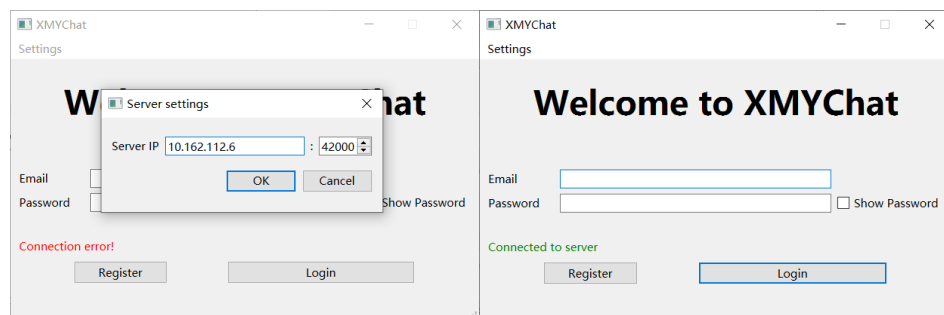 XMYChat
Settings
W hat
Server settings
Server IP 10.162.112.6 : 42000
OK Cancel
Email
Password Show Password
Connection error!
Register Login
XMYChat
Settings
Welcome to XMYChat
Email
Password Show Password
Connected to server
Register Login